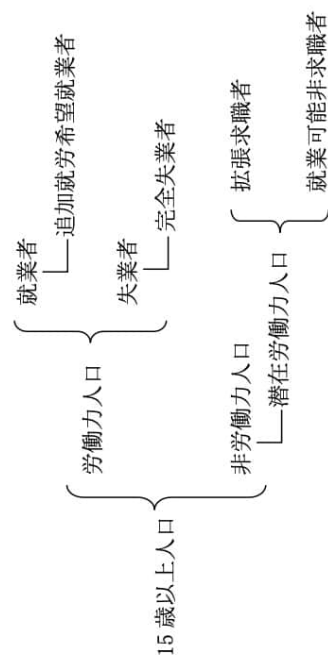 15 歳以上人口
労働力人口
就業者
追加就労希望就業者
失業者
完全失業者
非労働力人口
潜在労働力人口
拡張求職者
就業可能非求職者